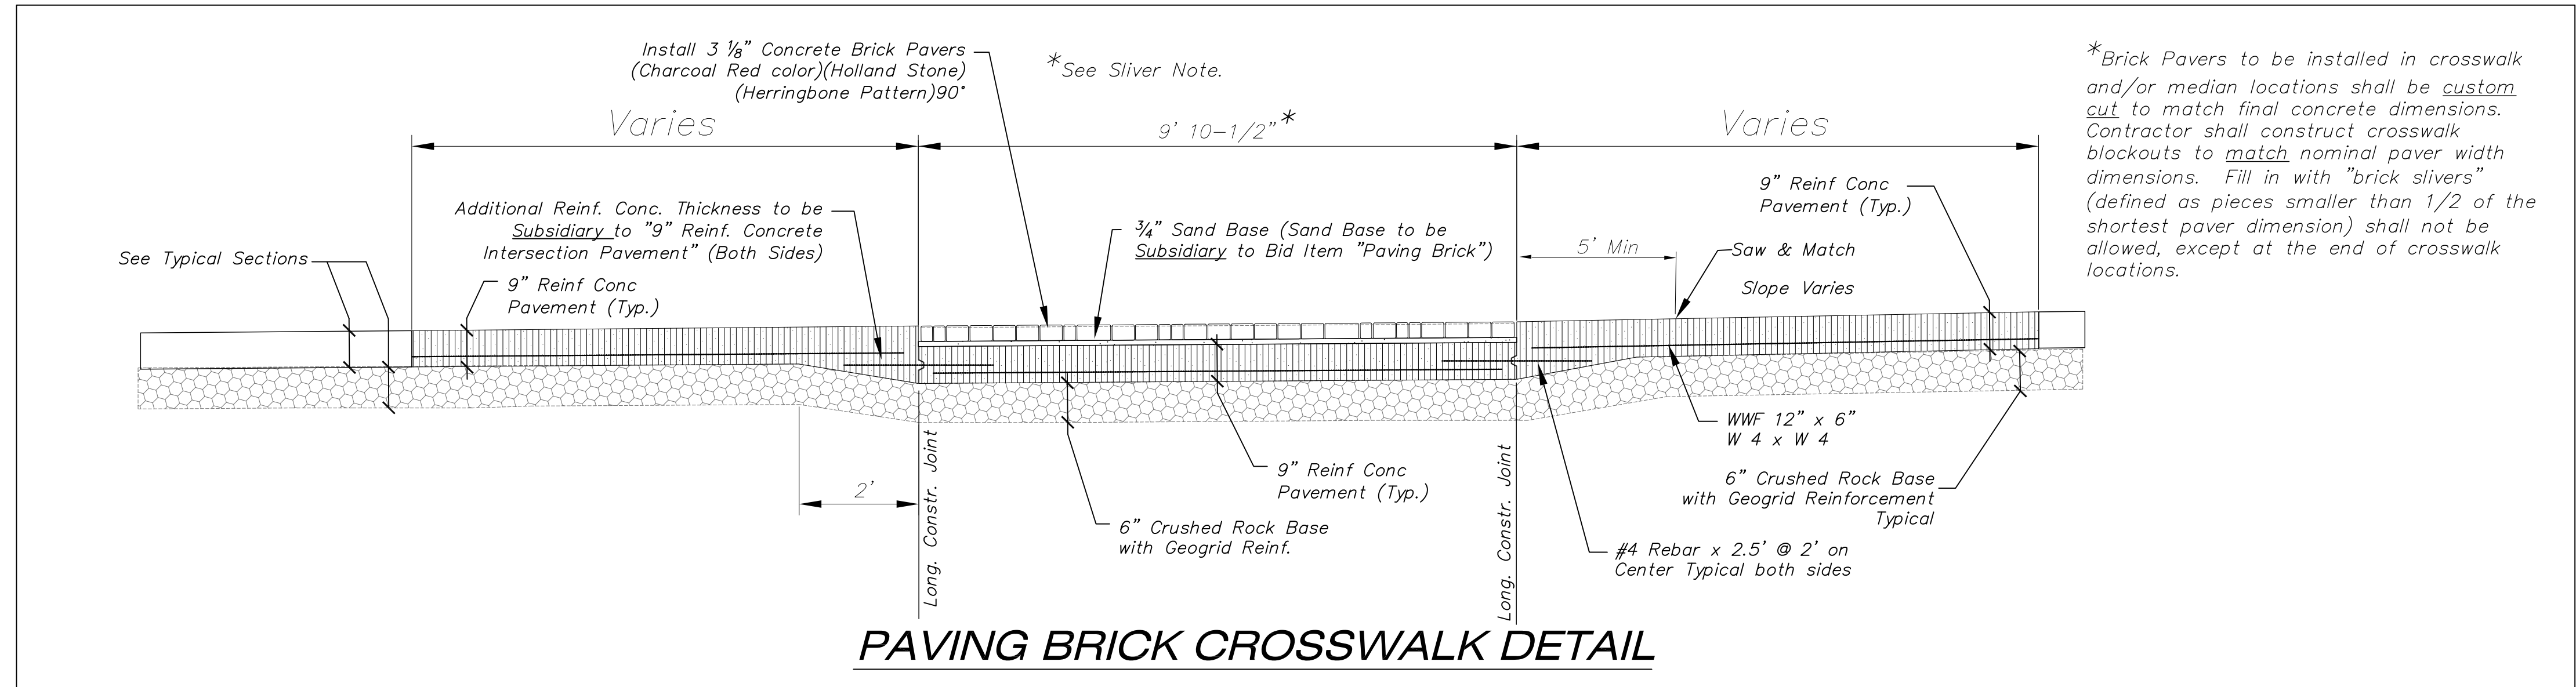 Install 3 ⅛" Concrete Brick Pavers
(Charcoal Red color)(Holland Stone)
(Herringbone Pattern)90°
*See Sliver Note.
*Brick Pavers to be installed in crosswalk
and/or median locations shall be custom
cut to match final concrete dimensions.
Contractor shall construct crosswalk
blockouts to match nominal paver width
dimensions. Fill in with "brick slivers"
(defined as pieces smaller than 1/2 of the
shortest paver dimension) shall not be
allowed, except at the end of crosswalk
locations.
Varies
9' 10-1/2"*
Varies
Additional Reinf. Conc. Thickness to be
Subsidiary to "9" Reinf. Concrete
Intersection Pavement" (Both Sides)
See Typical Sections
9" Reinf Conc
Pavement (Typ.)
¾" Sand Base (Sand Base to be
Subsidiary to Bid Item "Paving Brick")
9" Reinf Conc
Pavement (Typ.)
5' Min
Saw & Match
Slope Varies
WWF 12" x 6"
W 4 x W 4
6" Crushed Rock Base
with Geogrid Reinforcement
Typical
2'
Long. Constr. Joint
6" Crushed Rock Base
with Geogrid Reinf.
9" Reinf Conc
Pavement (Typ.)
Long. Constr. Joint
#4 Rebar x 2.5' @ 2' on
Center Typical both sides
PAVING BRICK CROSSWALK DETAIL